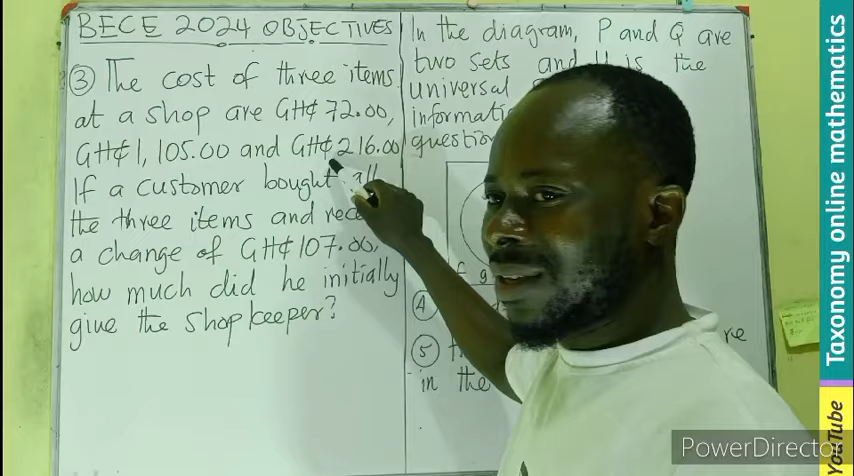 BECE 2024 OBJECTIVES
③ The cost of three items
at a shop are GH₵ 72.00,
GH₵ 1,105.00 and GH₵ 216.00
If a customer bought all
the three items and
a change of GH₵ 107.00,
how much did he initially
give the shopkeeper?
In the diagram, P and Q are
two sets and U is the
universal
④
⑤
in the
Taxonomy online mathematics
YouTube
PowerDirector